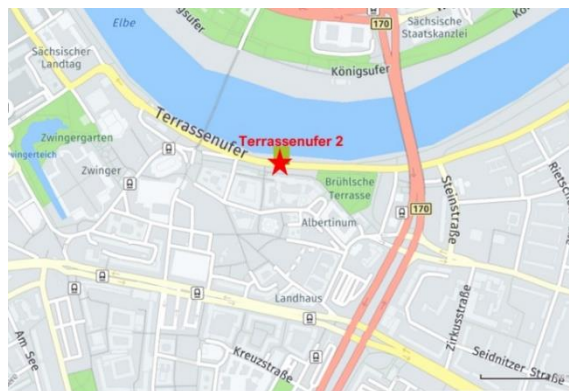 Elbe
170
Sächsische
Staatskanzlei
Sächsischer
Landtag
Königsufer
Terrassenufer
Terrassenufer 2
Zwingergarten
Zwinger
Brühlsche
Terrasse
Albertinum
170
Steinstraße
Landhaus
Zirkusstraße
Am See
Kreuzstraße
Seidnitzer Straße